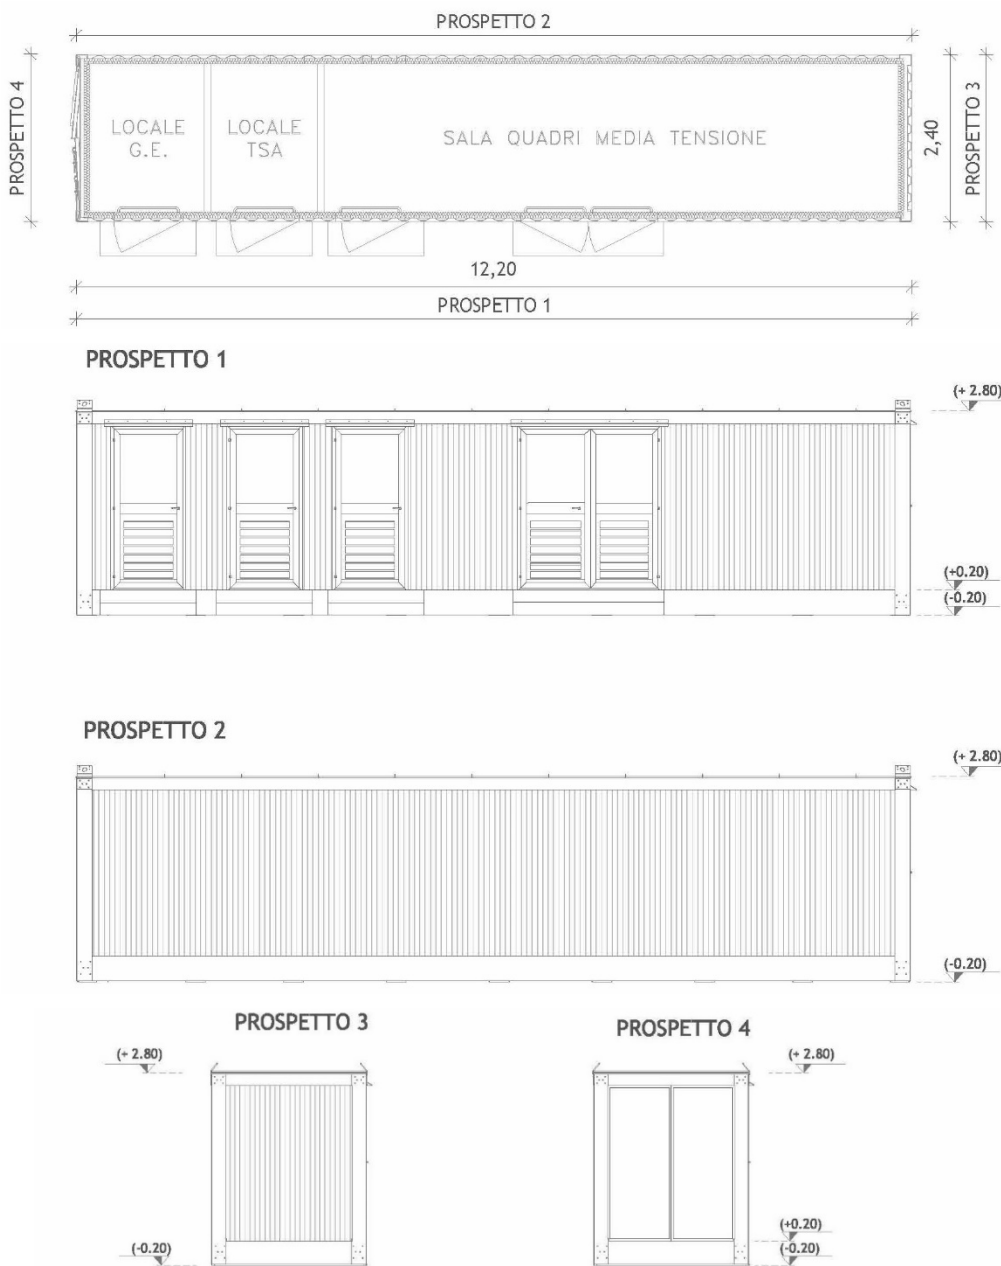 PROSPETTO 2
PROSPETTO 4
LOCALE
G.E.
LOCALE
TSA
SALA QUADRI MEDIA TENSIONE
2,40
PROSPETTO 3
12,20
PROSPETTO 1
PROSPETTO 1
(+ 2.80)
(+0.20)
(-0.20)
PROSPETTO 2
(+ 2.80)
(-0.20)
PROSPETTO 3
PROSPETTO 4
(+ 2.80)
(+ 2.80)
(-0.20)
(+0.20)
(-0.20)